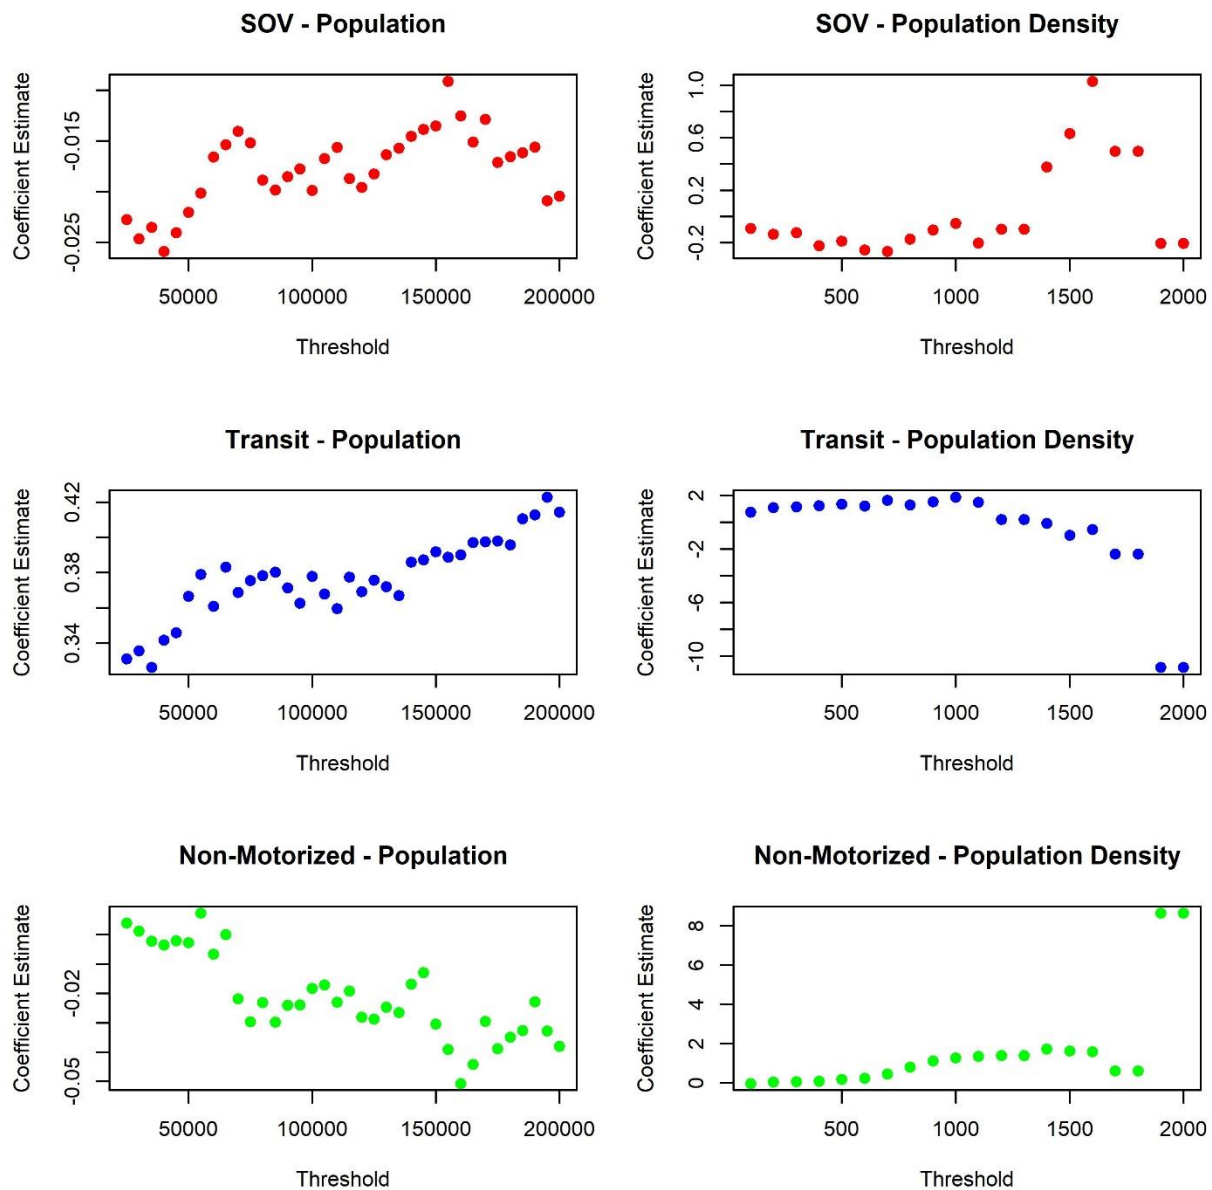 SOV - Population
Coefficient Estimate
-0.015
-0.025
50000 100000 150000 200000
Threshold
SOV - Population Density
Coefficient Estimate
1.0
0.6
0.2
-0.2
500 1000 1500 2000
Threshold
Transit - Population
Coefficient Estimate
0.42
0.38
0.34
50000 100000 150000 200000
Threshold
Transit - Population Density
Coefficient Estimate
2
-2
-6
-10
500 1000 1500 2000
Threshold
Non-Motorized - Population
Coefficient Estimate
-0.02
-0.05
50000 100000 150000 200000
Threshold
Non-Motorized - Population Density
Coefficient Estimate
8
6
4
2
0
500 1000 1500 2000
Threshold